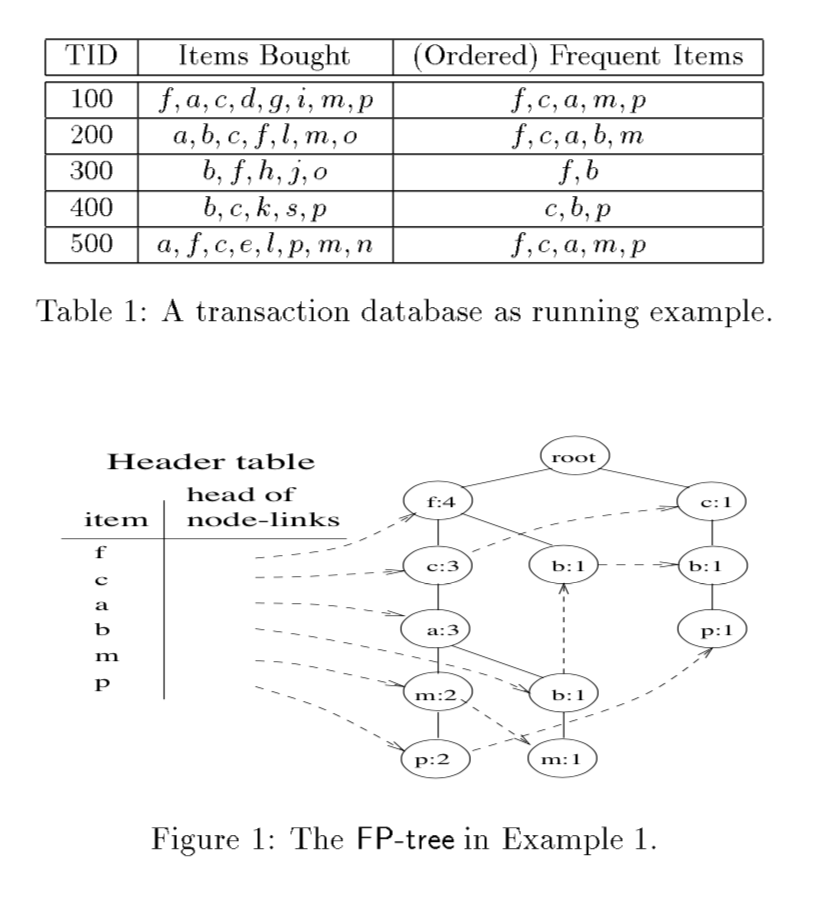 TID Items Bought (Ordered) Frequent Items
100 f, a, c, d, g, i, m, p f, c, a, m, p
200 a, b, c, f, l, m, o f, c, a, b, m
300 b, f, h, j, o f, b
400 b, c, k, s, p c, b, p
500 a, f, c, e, l, p, m, n f, c, a, m, p
Table 1: A transaction database as running example.
Header table
head of
item node-links
f
c
a
b
m
p
root
f:4 c:1
c:3 b:1 b:1
a:3 p:1
m:2 b:1
p:2 m:1
Figure 1: The FP-tree in Example 1.